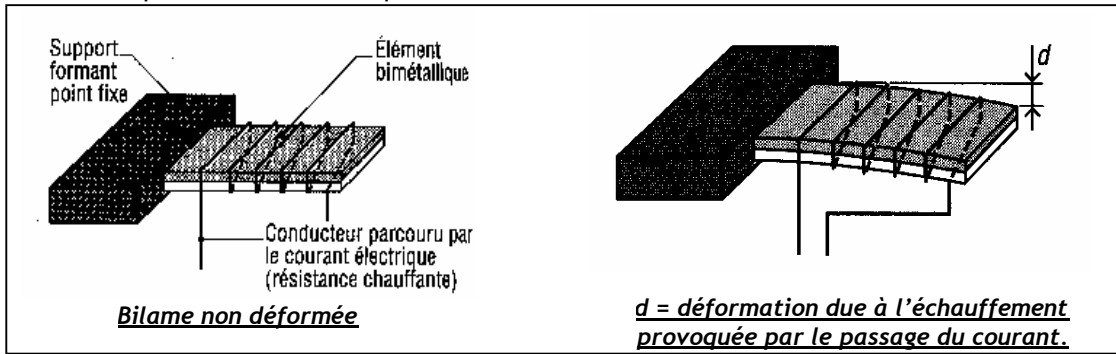 Support
formant
point fixe
Élément
bimétallique
Conducteur parcouru par
le courant électrique
(résistance chauffante)
Bilame non déformée
d
d = déformation due à l’échauffement
provoquée par le passage du courant.